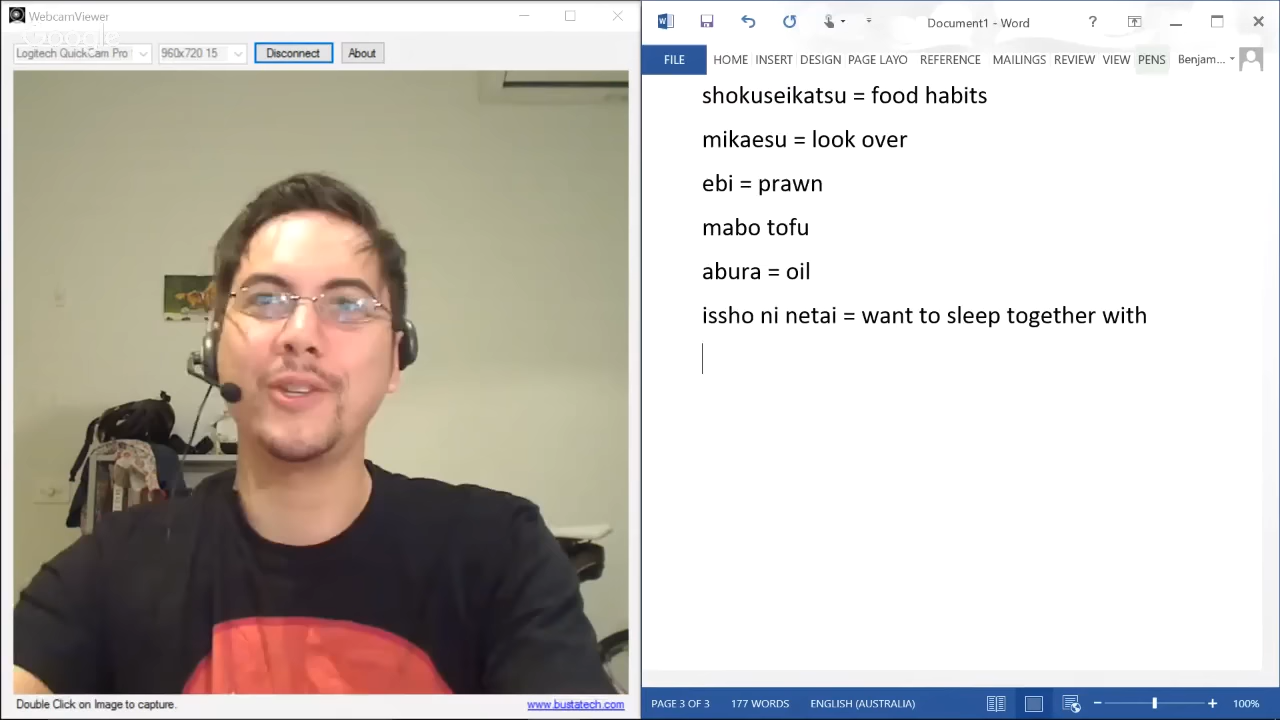 WebcamViewer
Google
Logitech QuickCam Pro
960x720 15
Disconnect
About
Double Click on Image to capture.
www.bustatech.com
Document1 - Word
?
FILE
HOME
INSERT
DESIGN
PAGE LAYO
REFERENCE
MAILINGS
REVIEW
VIEW
PENS
Benjam...
shokuseikatsu = food habits
mikaesu = look over
ebi = prawn
mabo tofu
abura = oil
issho ni netai = want to sleep together with
PAGE 3 OF 3
177 WORDS
ENGLISH (AUSTRALIA)
100%